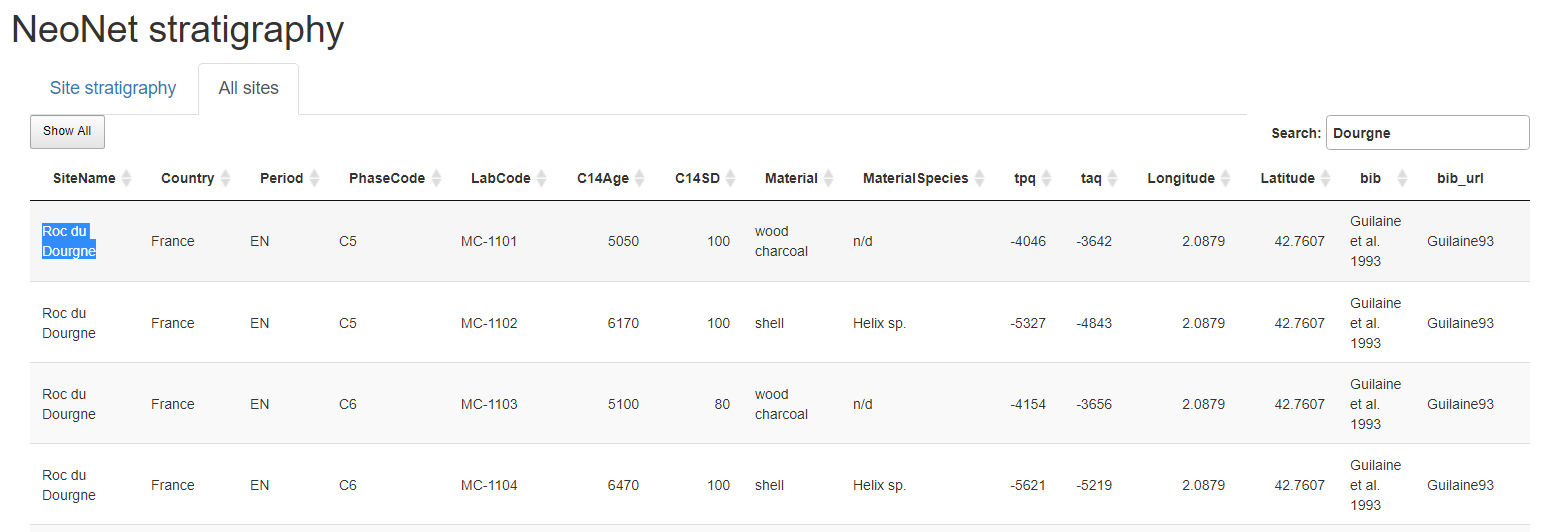 NeoNet stratigraphy
Site stratigraphy All sites
Show All Search: Dourgne
SiteName Country Period PhaseCode LabCode C14Age C14SD Material MaterialSpecies tpq taq Longitude Latitude bib bib_url
Roc du Dourgne France EN C5 MC-1101 5050 100 wood charcoal n/d -4046 -3642 2.0879 42.7607 Guilaine et al. 1993 Guilaine93
Roc du Dourgne France EN C5 MC-1102 6170 100 shell Helix sp. -5327 -4843 2.0879 42.7607 Guilaine et al. 1993 Guilaine93
Roc du Dourgne France EN C6 MC-1103 5100 80 wood charcoal n/d -4154 -3656 2.0879 42.7607 Guilaine et al. 1993 Guilaine93
Roc du Dourgne France EN C6 MC-1104 6470 100 shell Helix sp. -5621 -5219 2.0879 42.7607 Guilaine et al. 1993 Guilaine93